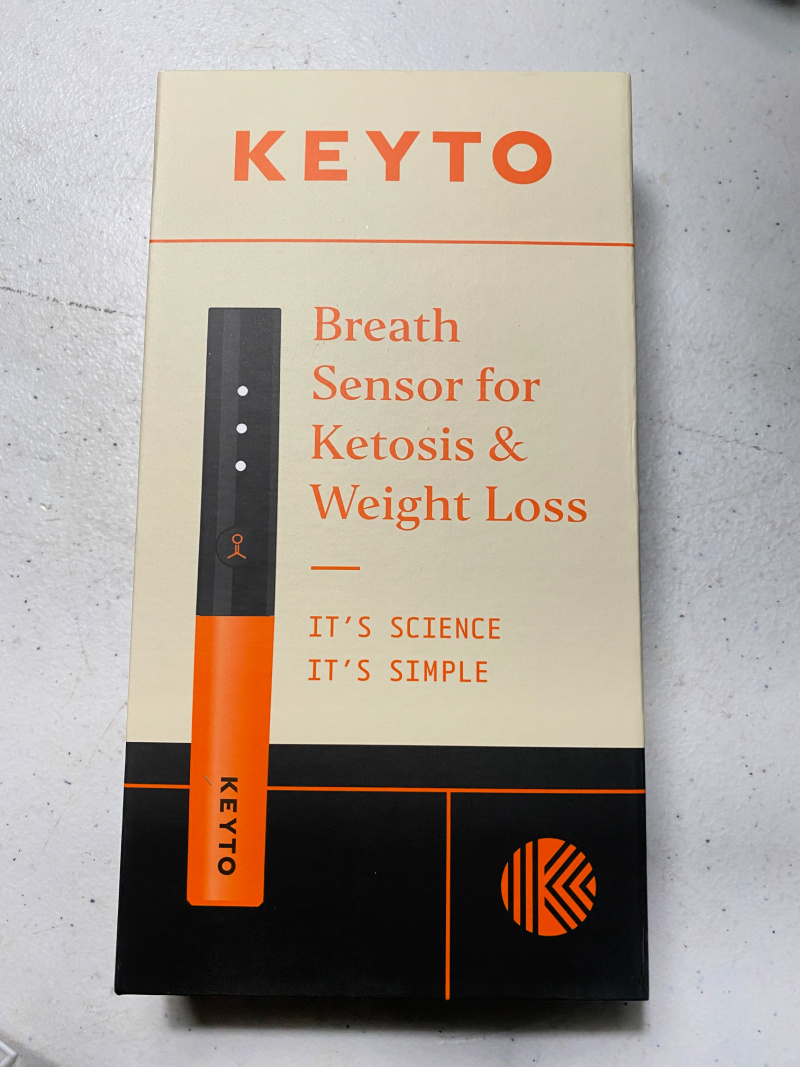 KEYTO
Breath
Sensor for
Ketosis &
Weight Loss
IT'S SCIENCE
IT'S SIMPLE
KEYTO